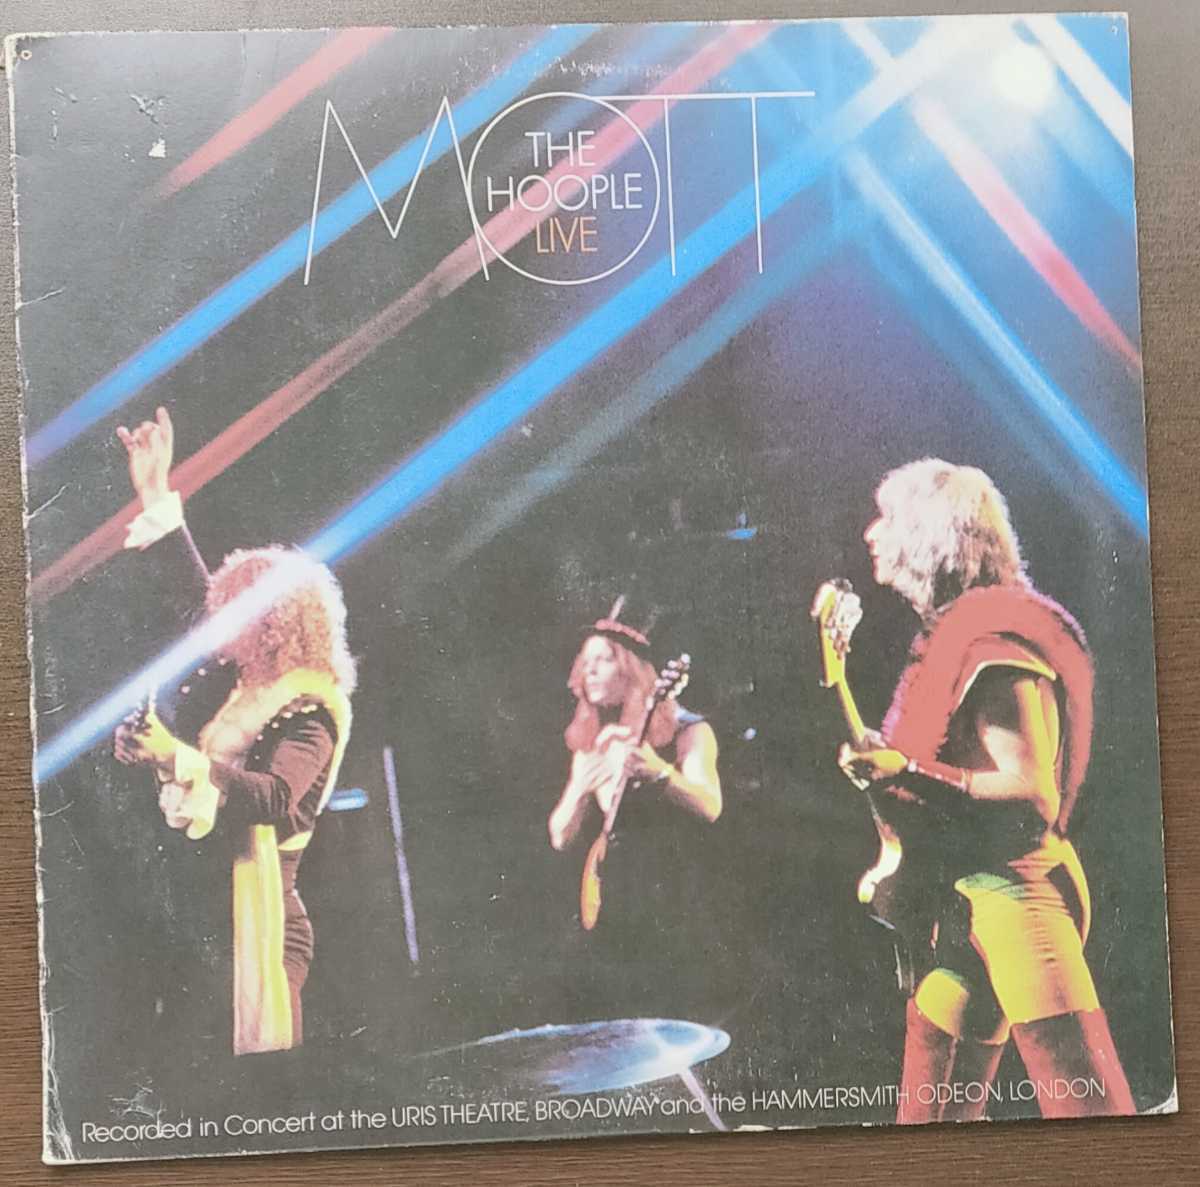 MOTT
THE
HOOPLE
LIVE
Recorded in Concert at the URIS THEATRE, BROADWAY and the HAMMERSMITH ODEON, LONDON